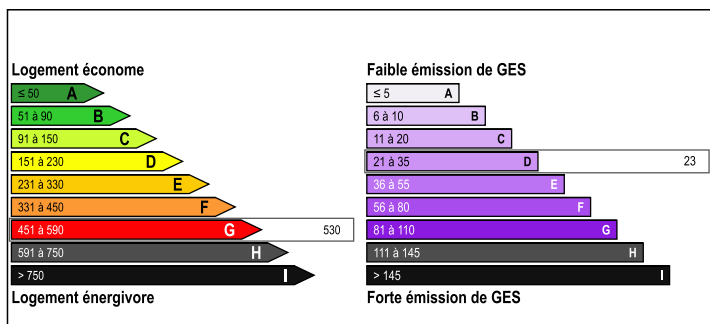 Logement économe
≤ 50 A
51 à 90 B
91 à 150 C
151 à 230 D
231 à 330 E
331 à 450 F
451 à 590 G 530
591 à 750 H
> 750 I
Logement énergivore
Faible émission de GES
≤ 5 A
6 à 10 B
11 à 20 C
21 à 35 D 23
36 à 55 E
56 à 80 F
81 à 110 G
111 à 145 H
> 145 I
Forte émission de GES